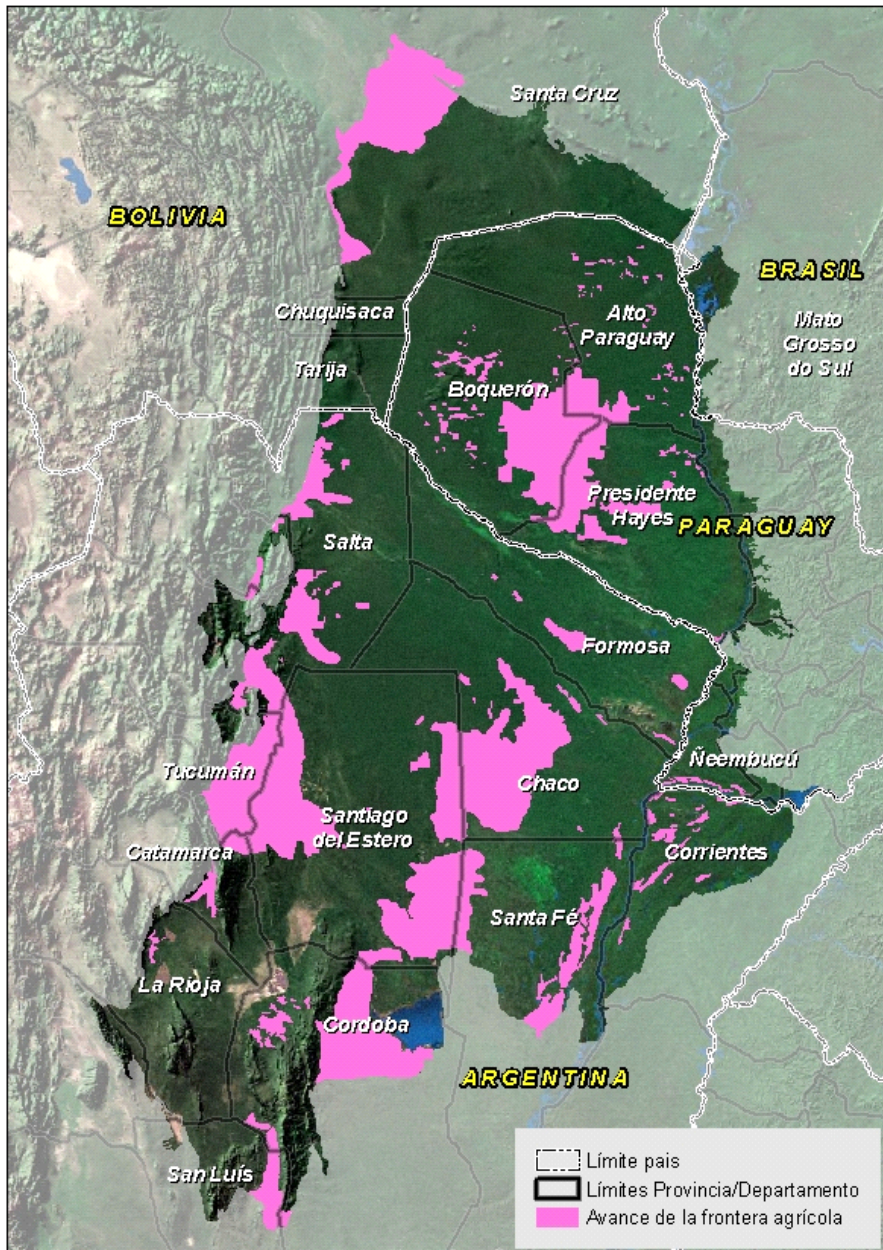 Santa Cruz
BOLIVIA
BRASIL
Chuquisaca
Alto
Paraguay
Mato
Grosso
do Sul
Tarija
Boquerón
Presidente
Hayes
PARAGUAY
Salta
Formosa
Ñeembucú
Tucumán
Chaco
Santiago
del Estero
Catamarca
Corrientes
Santa Fé
La Rioja
Cordoba
ARGENTINA
San Luís
Límite pais
Límites Provincia/Departamento
Avance de la frontera agrícola